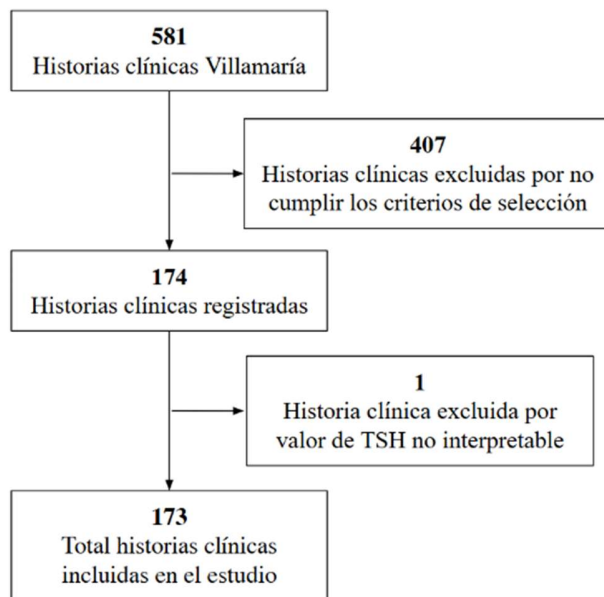 581
Historias clínicas Villamaría
407
Historias clínicas excluidas por no
cumplir los criterios de selección
174
Historias clínicas registradas
1
Historia clínica excluida por
valor de TSH no interpretable
173
Total historias clínicas
incluidas en el estudio